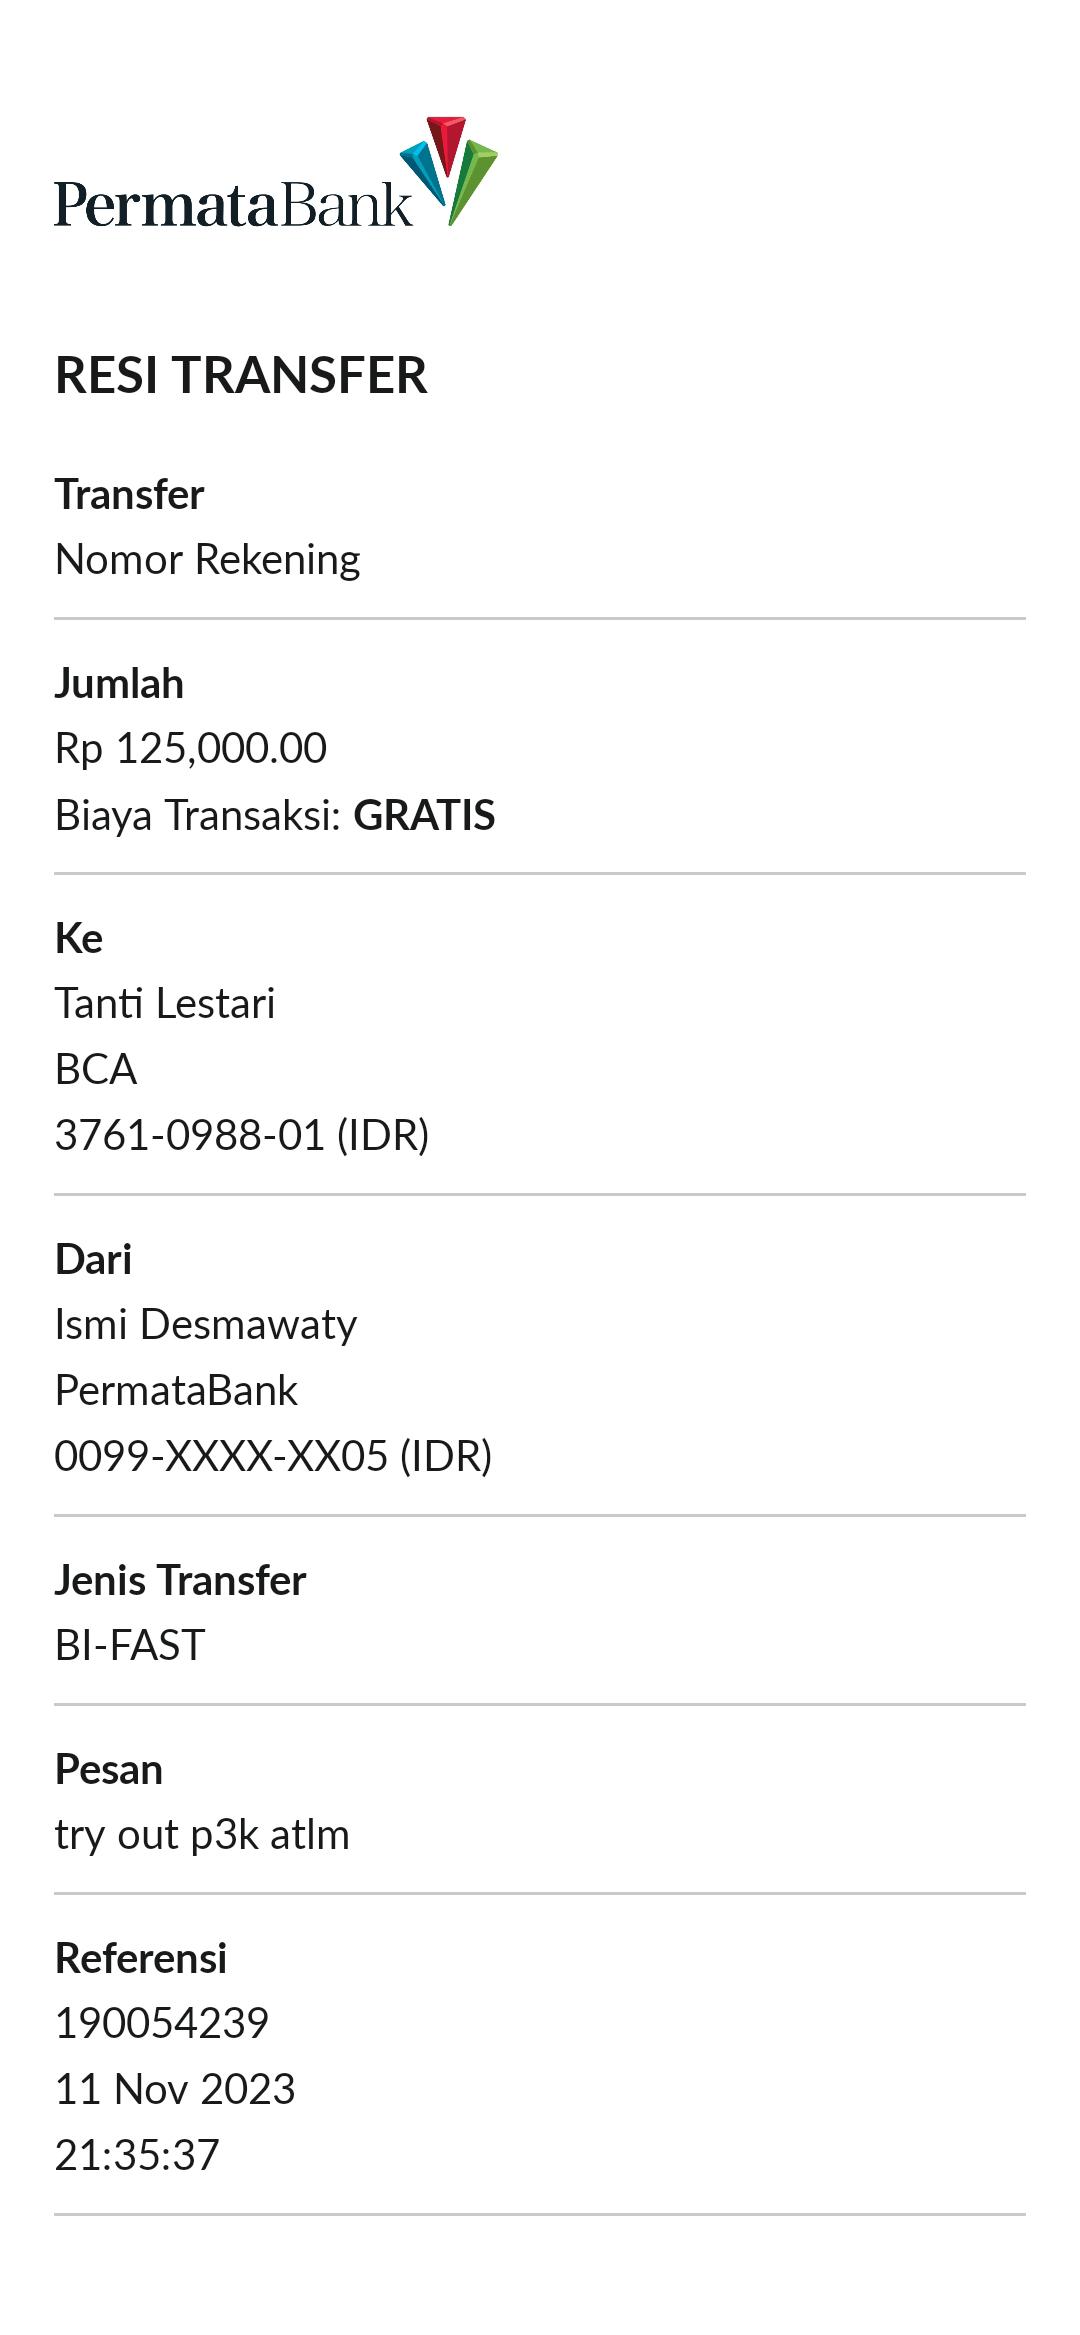 PermataBank
RESI TRANSFER
Transfer
Nomor Rekening
Jumlah
Rp 125,000.00
Biaya Transaksi: GRATIS
Ke
Tanti Lestari
BCA
3761-0988-01 (IDR)
Dari
Ismi Desmawaty
PermataBank
0099-XXXX-XX05 (IDR)
Jenis Transfer
BI-FAST
Pesan
try out p3k atlm
Referensi
190054239
11 Nov 2023
21:35:37